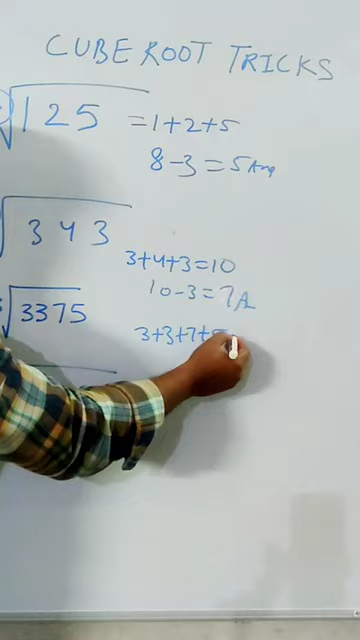 CUBE ROOT TRICKS
√125 = 1+2+5
8-3=5 Ans
√343
3+4+3=10
10-3=7 A
√3375
3+3+7+5